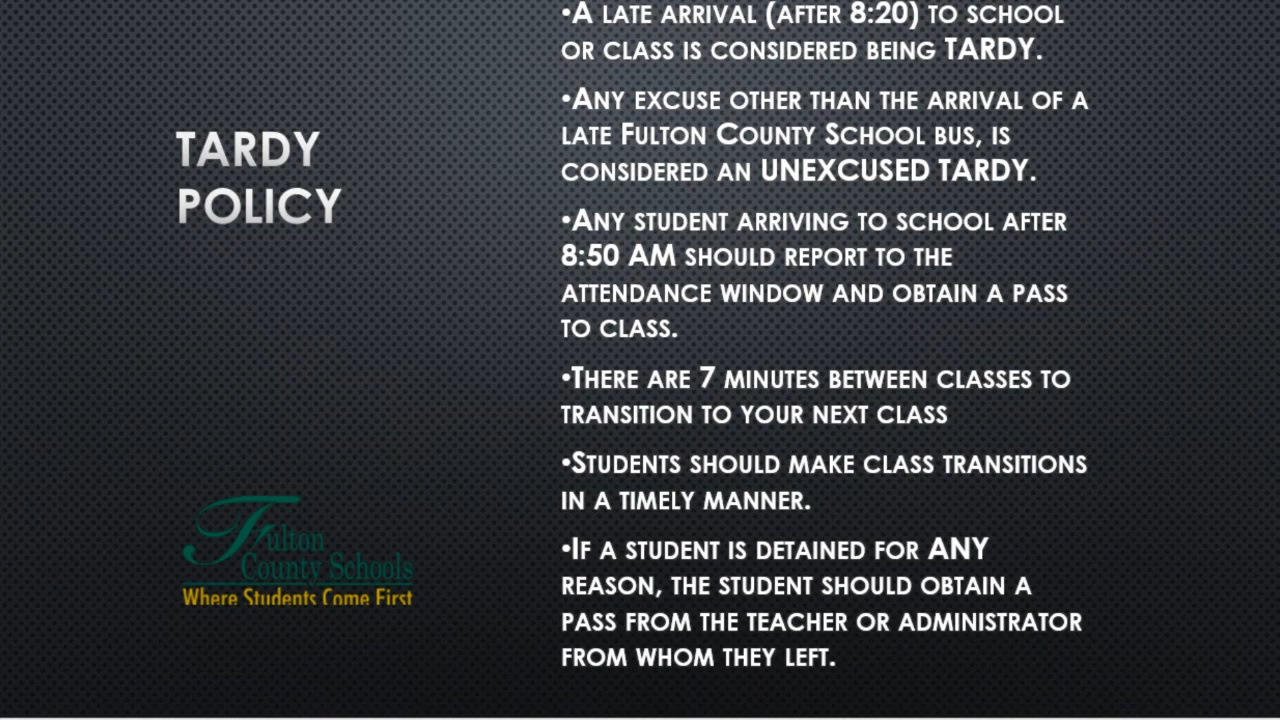 TARDY
POLICY
•A LATE ARRIVAL (AFTER 8:20) TO SCHOOL
OR CLASS IS CONSIDERED BEING TARDY.
•ANY EXCUSE OTHER THAN THE ARRIVAL OF A
LATE FULTON COUNTY SCHOOL BUS, IS
CONSIDERED AN UNEXCUSED TARDY.
•ANY STUDENT ARRIVING TO SCHOOL AFTER
8:50 AM SHOULD REPORT TO THE
ATTENDANCE WINDOW AND OBTAIN A PASS
TO CLASS.
•THERE ARE 7 MINUTES BETWEEN CLASSES TO
TRANSITION TO YOUR NEXT CLASS
•STUDENTS SHOULD MAKE CLASS TRANSITIONS
IN A TIMELY MANNER.
•IF A STUDENT IS DETAINED FOR ANY
REASON, THE STUDENT SHOULD OBTAIN A
PASS FROM THE TEACHER OR ADMINISTRATOR
FROM WHOM THEY LEFT.
Fulton
County Schools
Where Students Come First